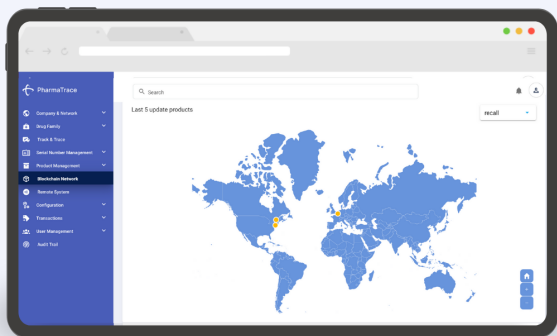 PharmaTrace
Search
Last 5 update products
recall
Company & Network
Drug Family
Track & Trace
Serial Number Management
Product Management
Blockchain Network
Remote System
Configuration
Transactions
User Management
Audit Trail